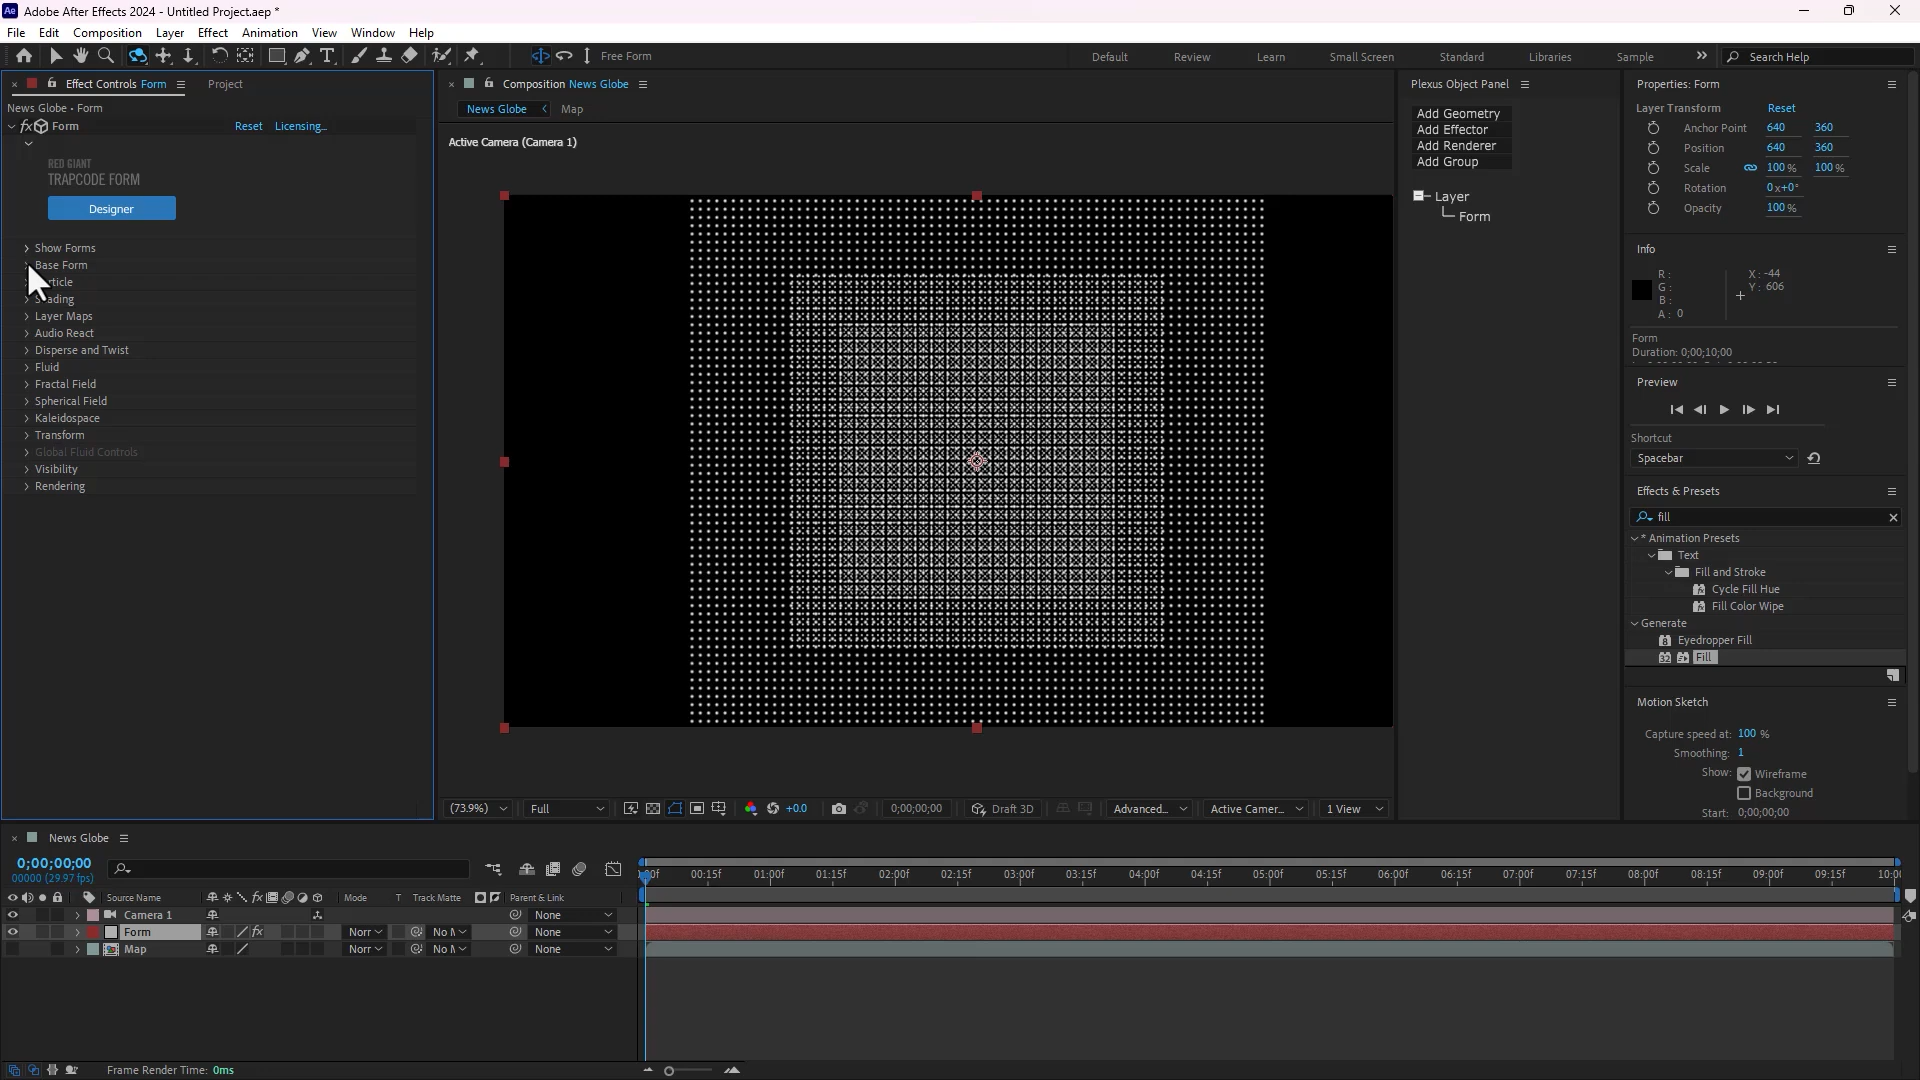 Ae Adobe After Effects 2024 - Untitled Project.aep *
File Edit Composition Layer Effect Animation View Window Help
Free Form
Default Review Learn Small Screen Standard Libraries Sample Search Help
Effect Controls Form Project
News Globe • Form
fx Form Reset Licensing...
RED GIANT
TRAPCODE FORM
Designer
Show Forms
Base Form
Layer Maps
Audio React
Disperse and Twist
Fluid
Fractal Field
Spherical Field
Kaleidospace
Transform
Global Fluid Controls
Visibility
Rendering
Composition News Globe
News Globe Map
Active Camera (Camera 1)
(73.9%) Full +0.0 0;00;00;00 Draft 3D Advanced... Active Camer... 1 View
Plexus Object Panel
Add Geometry
Add Effector
Add Renderer
Add Group
Layer
Form
Properties: Form
Layer Transform Reset
Anchor Point 640 360
Position 640 360
Scale 100 % 100 %
Rotation 0x+0°
Opacity 100 %
Info
R :
G :
B :
A : 0
X : -44
Y : 606
Form
Duration: 0;00;10;00
Preview
Shortcut
Spacebar
Effects & Presets
fill
* Animation Presets
Text
Fill and Stroke
Cycle Fill Hue
Fill Color Wipe
Generate
Eyedropper Fill
32 Fill
Motion Sketch
Capture speed at: 100 %
Smoothing: 1
Show: Wireframe
Background
Start: 0;00;00;00
News Globe
0;00;00;00
00000 (29.97 fps)
Source Name fx Mode T Track Matte Parent & Link
Camera 1 None
Form fx Norr No M None
Map Norr No M None
00:15f 01:00f 01:15f 02:00f 02:15f 03:00f 03:15f 04:00f 04:15f 05:00f 05:15f 06:00f 06:15f 07:00f 07:15f 08:00f 08:15f 09:00f 09:15f
Frame Render Time: 0ms